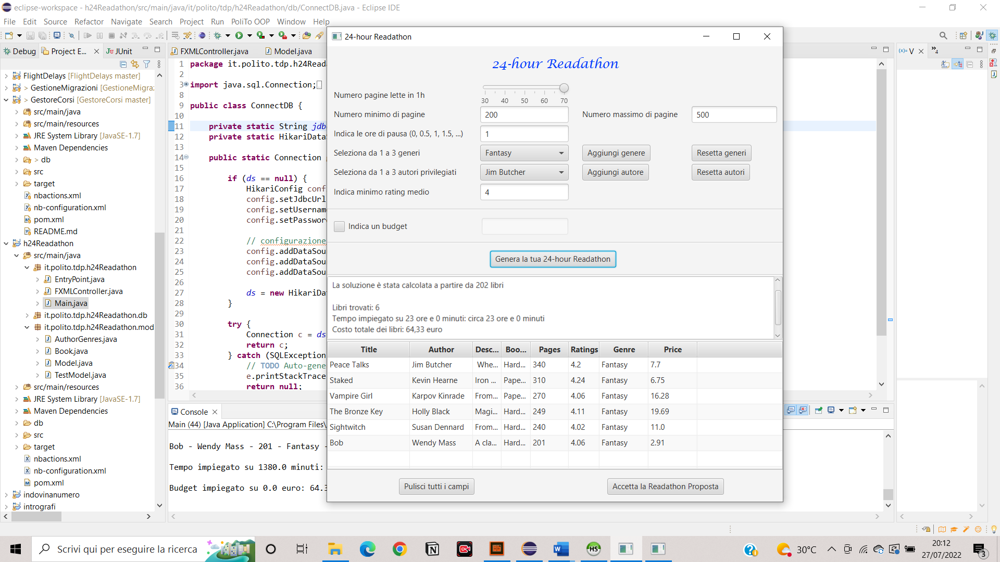 eclipse-workspace - h24Readathon/src/main/java/it/polito/tdp/h24Readathon/db/ConnectDB.java - Eclipse IDE
File Edit Source Refactor Navigate Search Project Run PoliTo OOP Window Help
Debug Project E... JUnit
FlightDelays [FlightDelays master]
> GestioneMigrazioni [GestioneMigra:
> GestoreCorsi [GestoreCorsi master]
src/main/java
src/main/resources
JRE System Library [JavaSE-1.7]
Maven Dependencies
> db
src
target
nbactions.xml
nb-configuration.xml
pom.xml
README.md
h24Readathon
src/main/java
it.polito.tdp.h24Readathon
EntryPoint.java
FXMLController.java
Main.java
it.polito.tdp.h24Readathon.db
it.polito.tdp.h24Readathon.mod
AuthorGenres.java
Book.java
Model.java
TestModel.java
src/main/resources
JRE System Library [JavaSE-1.7]
Maven Dependencies
db
src
target
nbactions.xml
nb-configuration.xml
pom.xml
indovinanumero
intrografi
FXMLController.java Model.java
1 package it.polito.tdp.h24Read
2
3 import java.sql.Connection;
8
9 public class ConnectDB {
10
11 private static String jdb
12 private static HikariData
13
14 public static Connection
15
16 if (ds == null) {
17 HikariConfig conf
18 config.setJdbcUrl
19 config.setUsernam
20 config.setPasswor
21
22 // configurazione
23 config.addDataSou
24 config.addDataSou
25 config.addDataSou
26
27 ds = new HikariDa
28 }
29
30 try {
31 Connection c = ds
32 return c;
33 } catch (SQLException
34 // TODO Auto-gene
35 e.printStackTrace
36 return null;
Console
Main (44) [Java Application] C:\Program Files\
Bob - Wendy Mass - 201 - Fantasy -
Tempo impiegato su 1380.0 minuti:
Budget impiegato su 0.0 euro: 64.3
(x)= V
4
24-hour Readathon
24-hour Readathon
Numero pagine lette in 1h
30 40 50 60 70
Numero minimo di pagine 200 Numero massimo di pagine 500
Indica le ore di pausa (0, 0.5, 1, 1.5, ...) 1
Seleziona da 1 a 3 generi Fantasy Aggiungi genere Resetta generi
Seleziona da 1 a 3 autori privilegiati Jim Butcher Aggiungi autore Resetta autori
Indica minimo rating medio 4
Indica un budget
Genera la tua 24-hour Readathon
La soluzione è stata calcolata a partire da 202 libri
Libri trovati: 6
Tempo impiegato su 23 ore e 0 minuti: circa 23 ore e 0 minuti
Costo totale dei libri: 64,33 euro
Title Author Desc... Boo... Pages Ratings Genre Price
Peace Talks Jim Butcher Whe... Hard... 340 4.2 Fantasy 7.7
Staked Kevin Hearne Iron ... Pape... 310 4.24 Fantasy 6.75
Vampire Girl Karpov Kinrade From... Pape... 270 4.06 Fantasy 16.28
The Bronze Key Holly Black Magi... Hard... 249 4.11 Fantasy 19.69
Sightwitch Susan Dennard From... Hard... 240 4.02 Fantasy 11.0
Bob Wendy Mass A cla... Hard... 201 4.06 Fantasy 2.91
Pulisci tutti i campi Accetta la Readathon Proposta
Scrivi qui per eseguire la ricerca
HS
30°C
20:12
27/07/2022
3